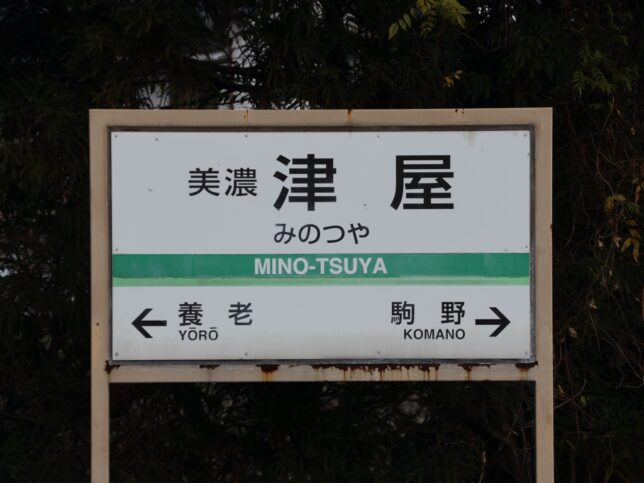 美濃 津屋
みのつや
MINO-TSUYA
← 養老 駒野 →
YŌRŌ KOMANO